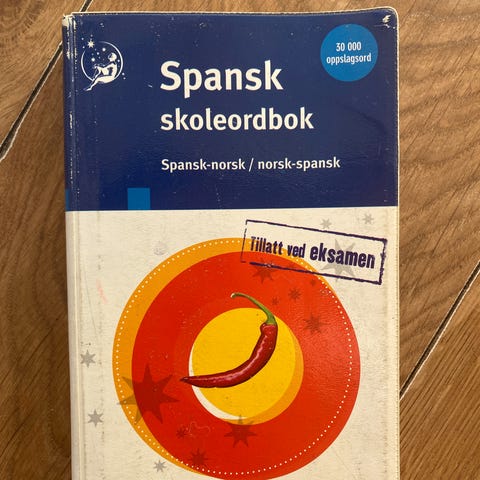 30 000
oppslagsord
Spansk
skoleordbok
Spansk-norsk / norsk-spansk
Tillatt ved eksamen